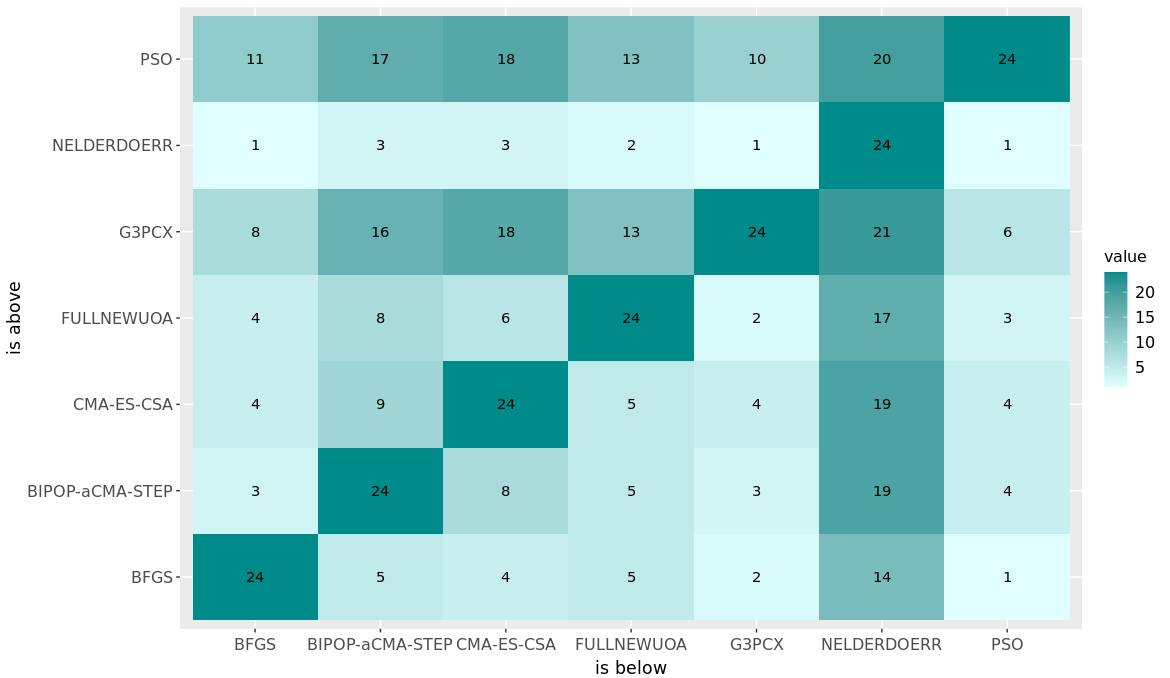 PSO 11 17 18 13 10 20 24
NELDERDOERR 1 3 3 2 1 24 1
G3PCX 8 16 18 13 24 21 6
FULLNEWUOA 4 8 6 24 2 17 3
CMA-ES-CSA 4 9 24 5 4 19 4
BIPOP-aCMA-STEP 3 24 8 5 3 19 4
BFGS 24 5 4 5 2 14 1
BFGS BIPOP-aCMA-STEP CMA-ES-CSA FULLNEWUOA G3PCX NELDERDOERR PSO
is below
is above
value
20
15
10
5